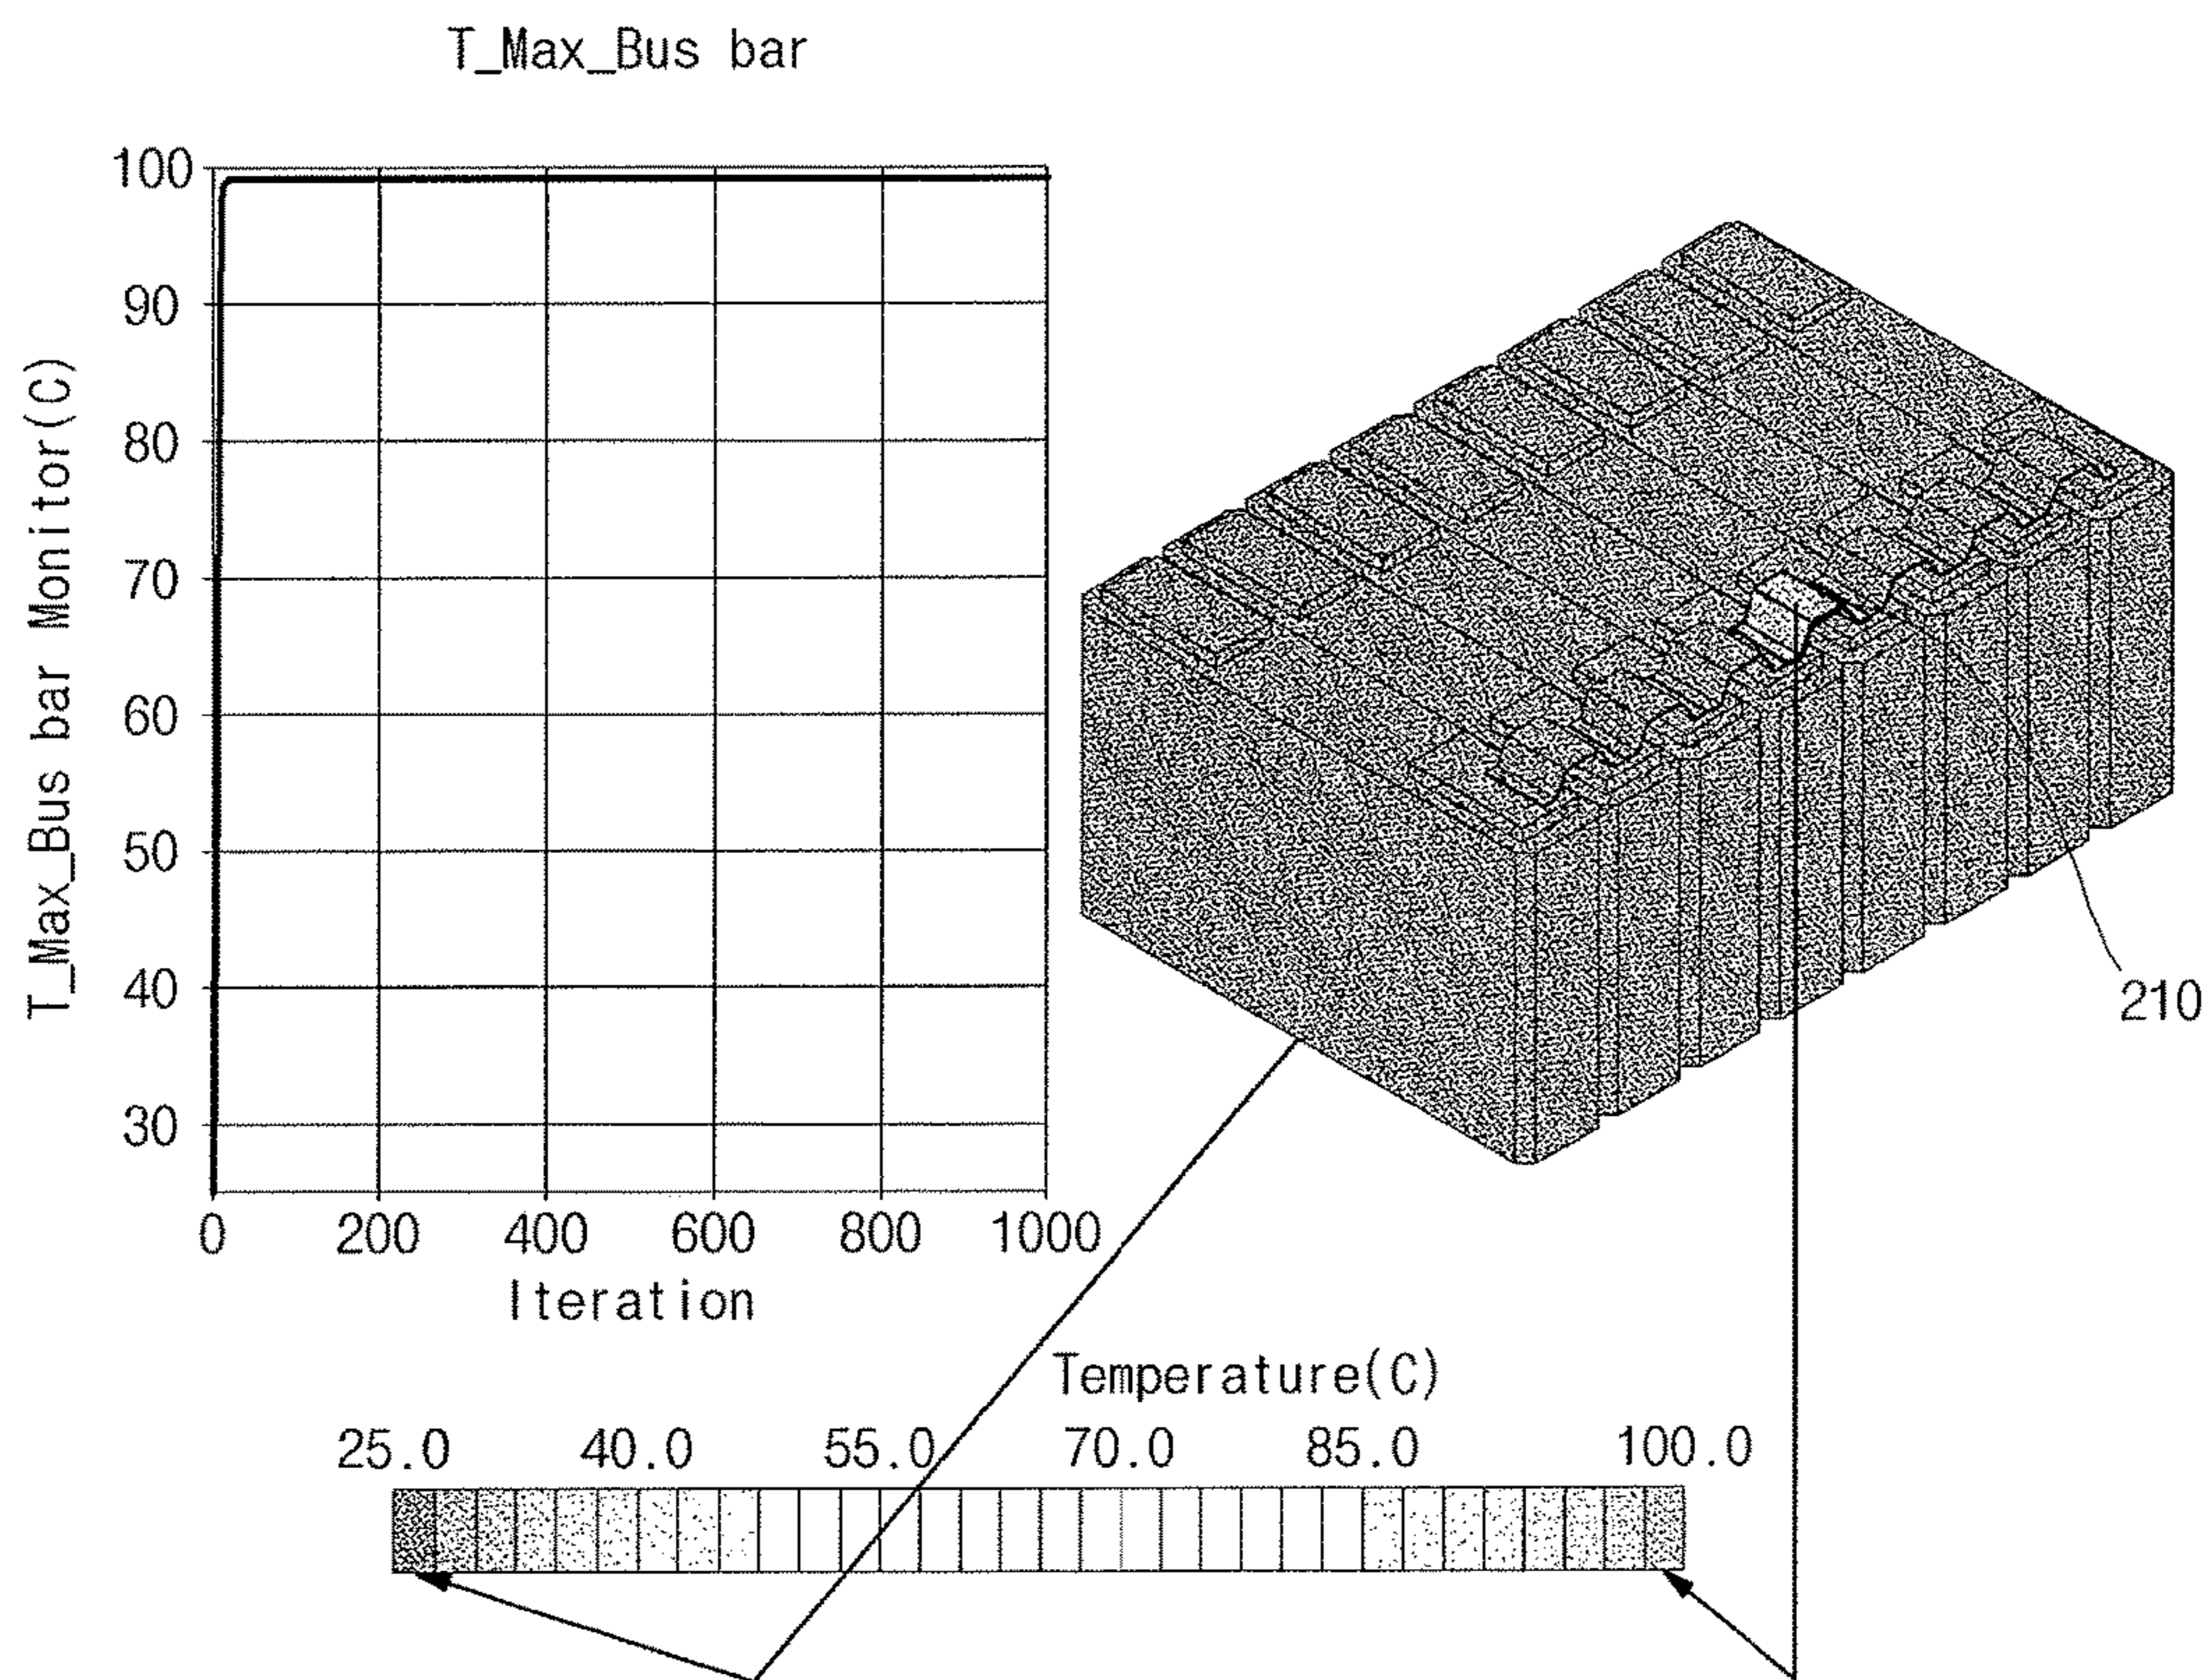 T_Max_Bus bar
T_Max_Bus bar Monitor(C)
100
90
80
70
60
50
40
30
0 200 400 600 800 1000
Iteration
210
Temperature(C)
25.0 40.0 55.0 70.0 85.0 100.0